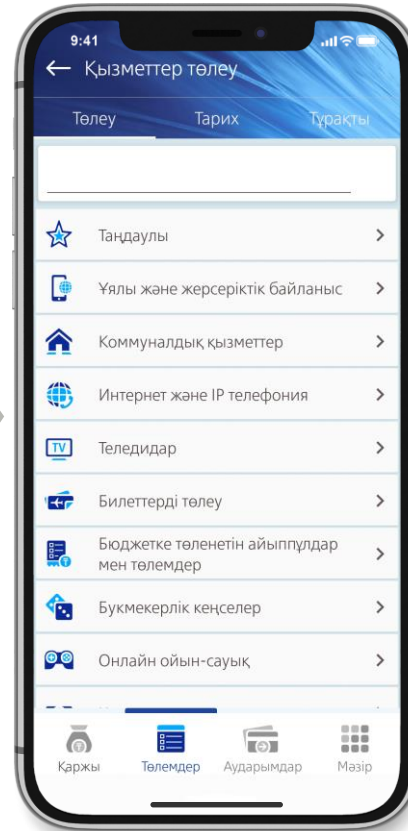 9:41
Қызметтер төлеу
Төлеу
Тарих
Тұрақты
Таңдаулы
Ұялы және жерсеріктік байланыс
Коммуналдық қызметтер
Интернет және IP телефония
TV
Теледидар
Билеттерді төлеу
Бюджетке төленетін айыппұлдар
мен төлемдер
Букмекерлік кеңселер
Онлайн ойын-сауық
Қаржы
Төлемдер
Аударымдар
Мәзір